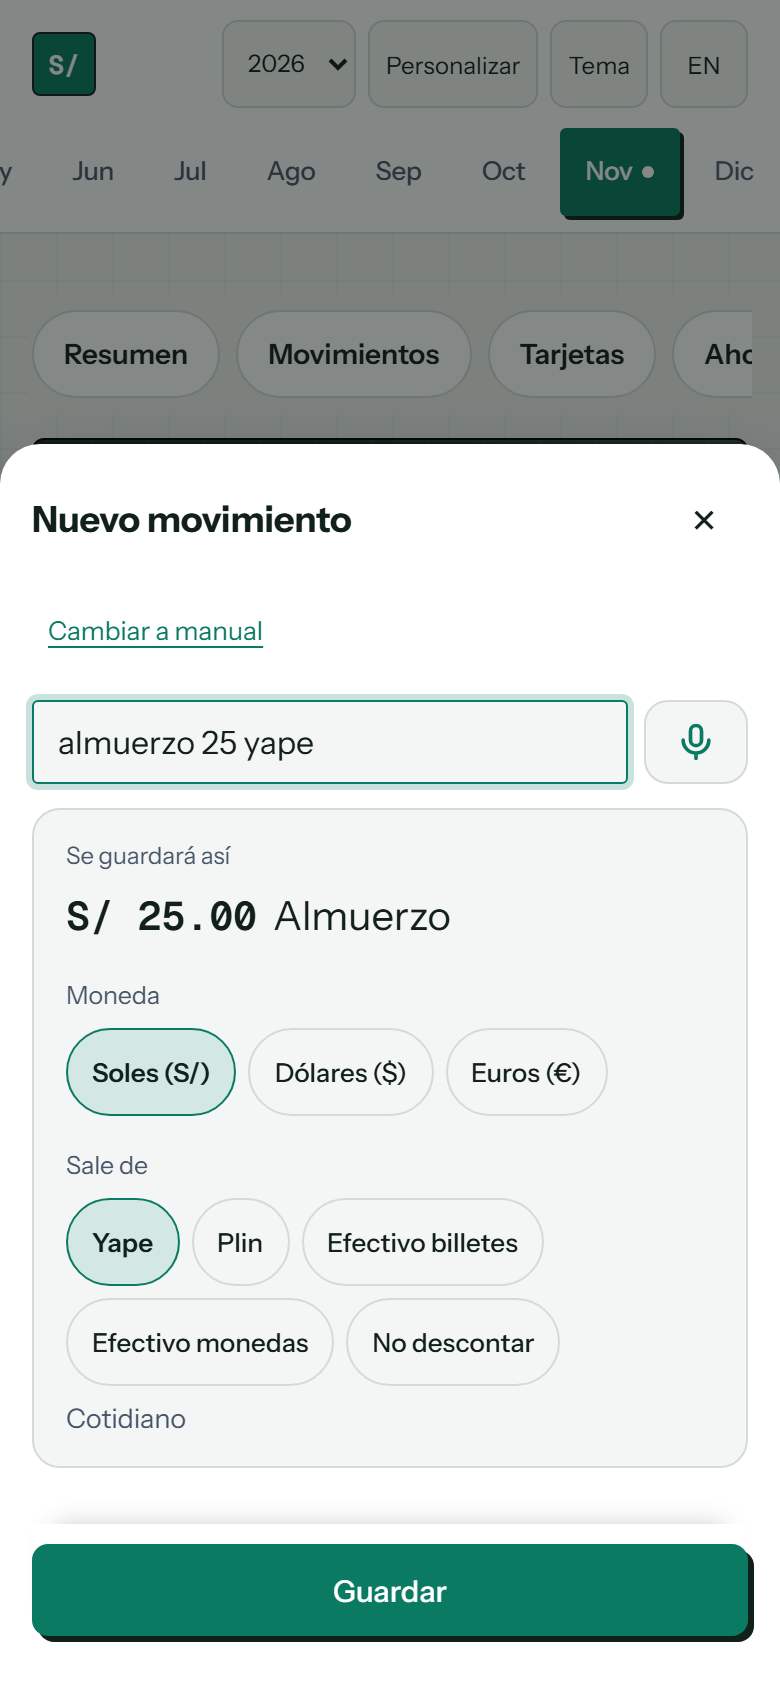 S/ 2026 Personalizar Tema EN
y Jun Jul Ago Sep Oct Nov Dic
Resumen Movimientos Tarjetas Aho
Nuevo movimiento
Cambiar a manual
almuerzo 25 yape
Se guardará así
S/ 25.00 Almuerzo
Moneda
Soles (S/) Dólares ($) Euros (€)
Sale de
Yape Plin Efectivo billetes
Efectivo monedas No descontar
Cotidiano
Guardar